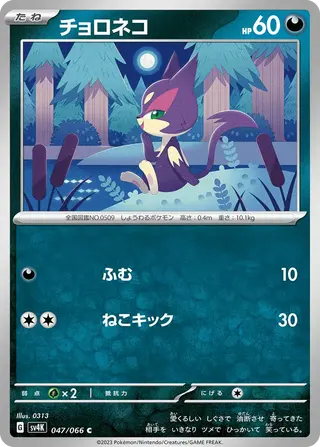 たね
チョロネコ
HP60
全国図鑑NO.0509 しょうわるポケモン 高さ:0.4m 重さ:10.1kg
ふむ 10
ねこキック 30
弱点 ×2 抵抗力 にげる
Illus. 0313
G sv4K 047/066 C
愛くるしい しぐさで 油断 させ 寄ってきた
相手を いきなり ツメで ひっかいて 笑う。
©2023 Pokémon/Nintendo/Creatures/GAME FREAK.